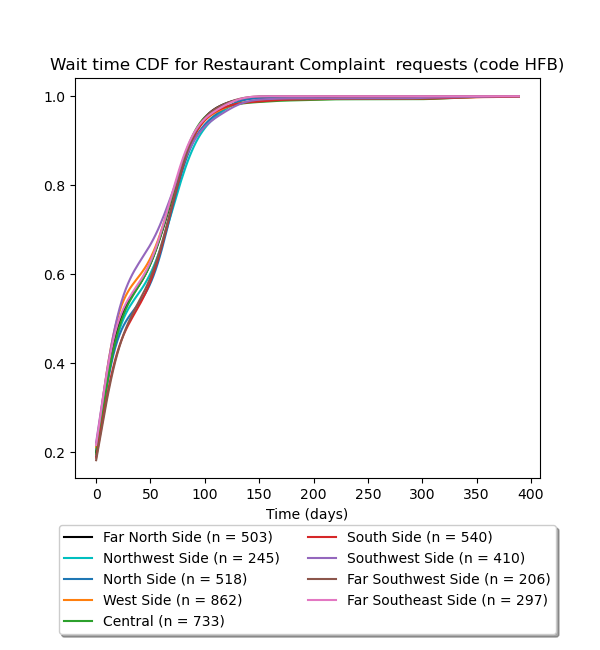 Wait time CDF for Restaurant Complaint  requests (code HFB)
1.0
0.8
0.6
0.4
0.2
0 50 100 150 200 250 300 350 400
Time (days)
Far North Side (n = 503)
Northwest Side (n = 245)
North Side (n = 518)
West Side (n = 862)
Central (n = 733)
South Side (n = 540)
Southwest Side (n = 410)
Far Southwest Side (n = 206)
Far Southeast Side (n = 297)